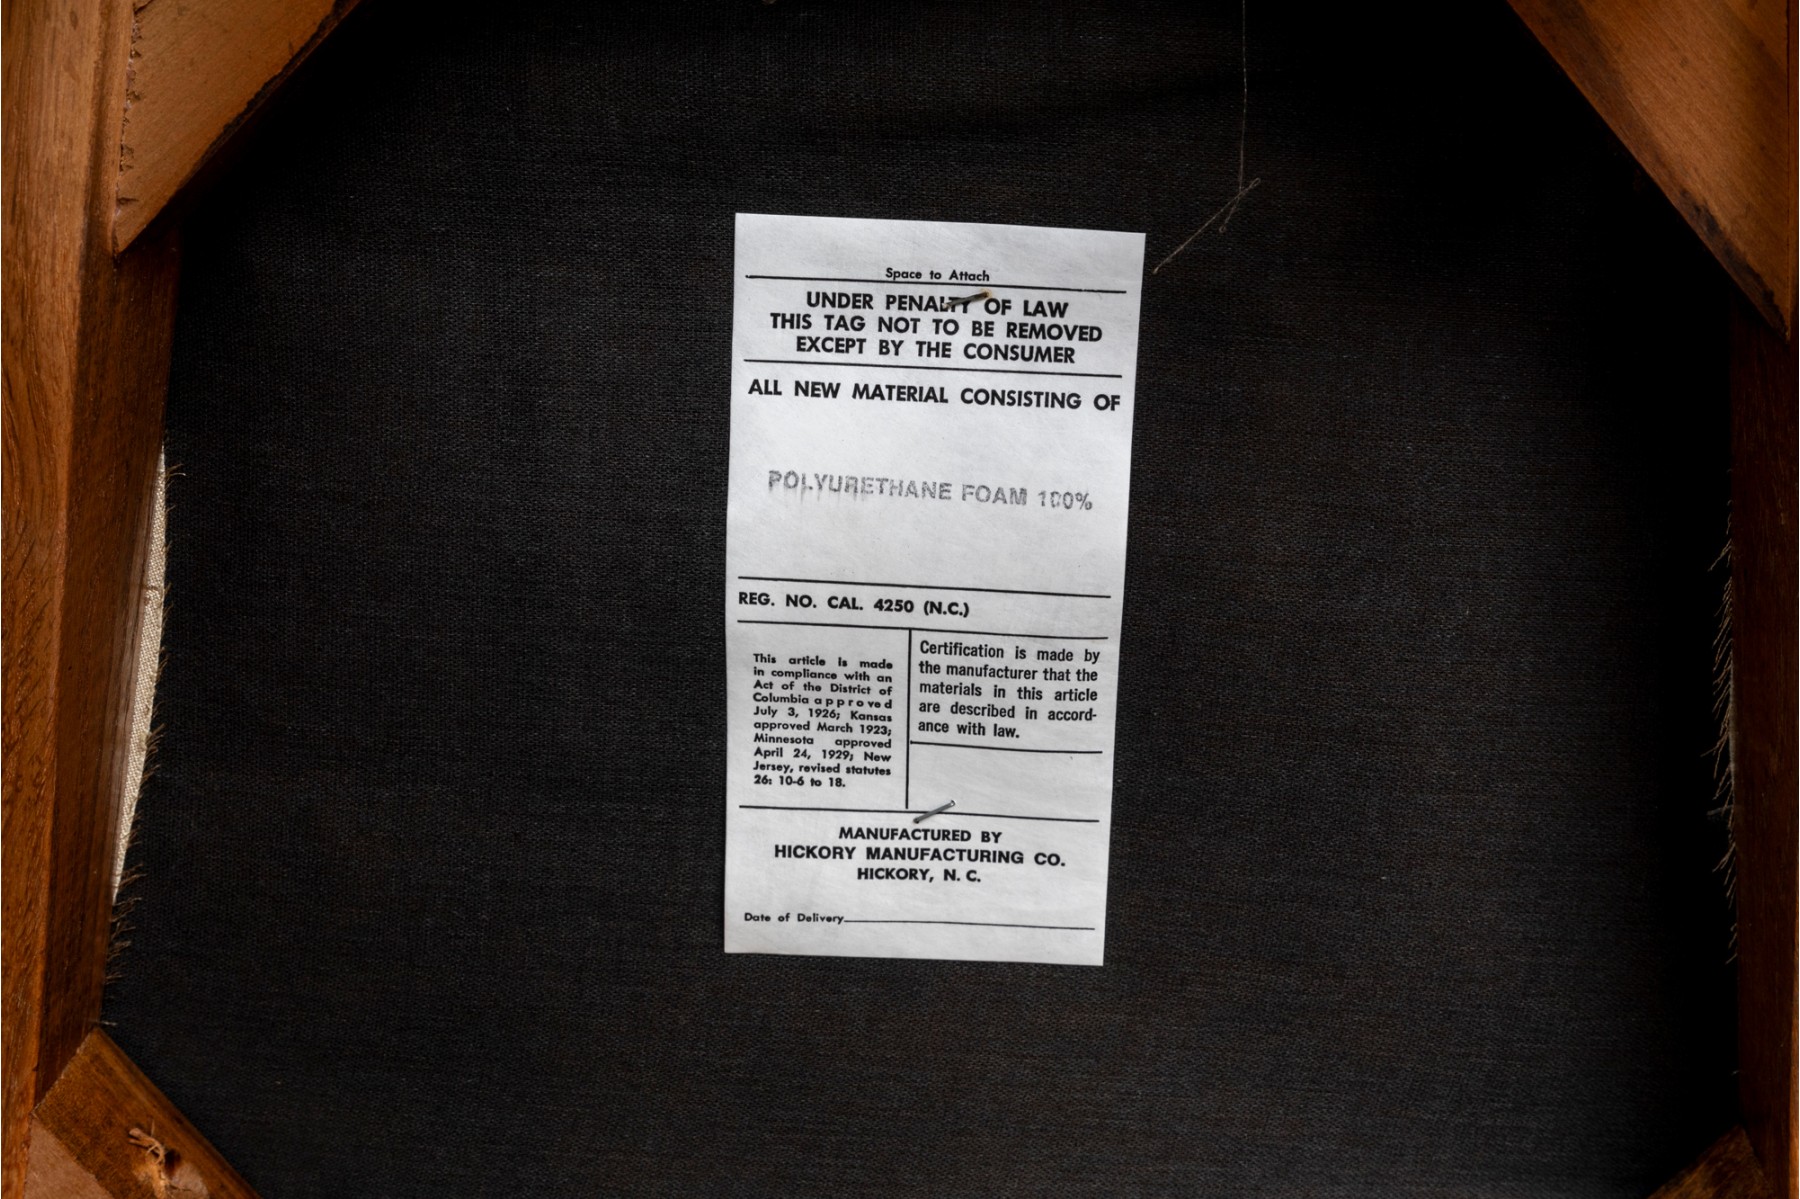 Space to Attach
UNDER PENALTY OF LAW
THIS TAG NOT TO BE REMOVED
EXCEPT BY THE CONSUMER
ALL NEW MATERIAL CONSISTING OF
POLYURETHANE FOAM 100%
REG. NO. CAL. 4250 (N.C.)
This article is made
in compliance with an
Act of the District of
Columbia approved
July 3, 1926; Kansas
approved March 1923;
Minnesota approved
April 24, 1929; New
Jersey, revised statutes
26: 10-6 to 18.
Certification is made by
the manufacturer that the
materials in this article
are described in accord-
ance with law.
MANUFACTURED BY
HICKORY MANUFACTURING CO.
HICKORY, N. C.
Date of Delivery